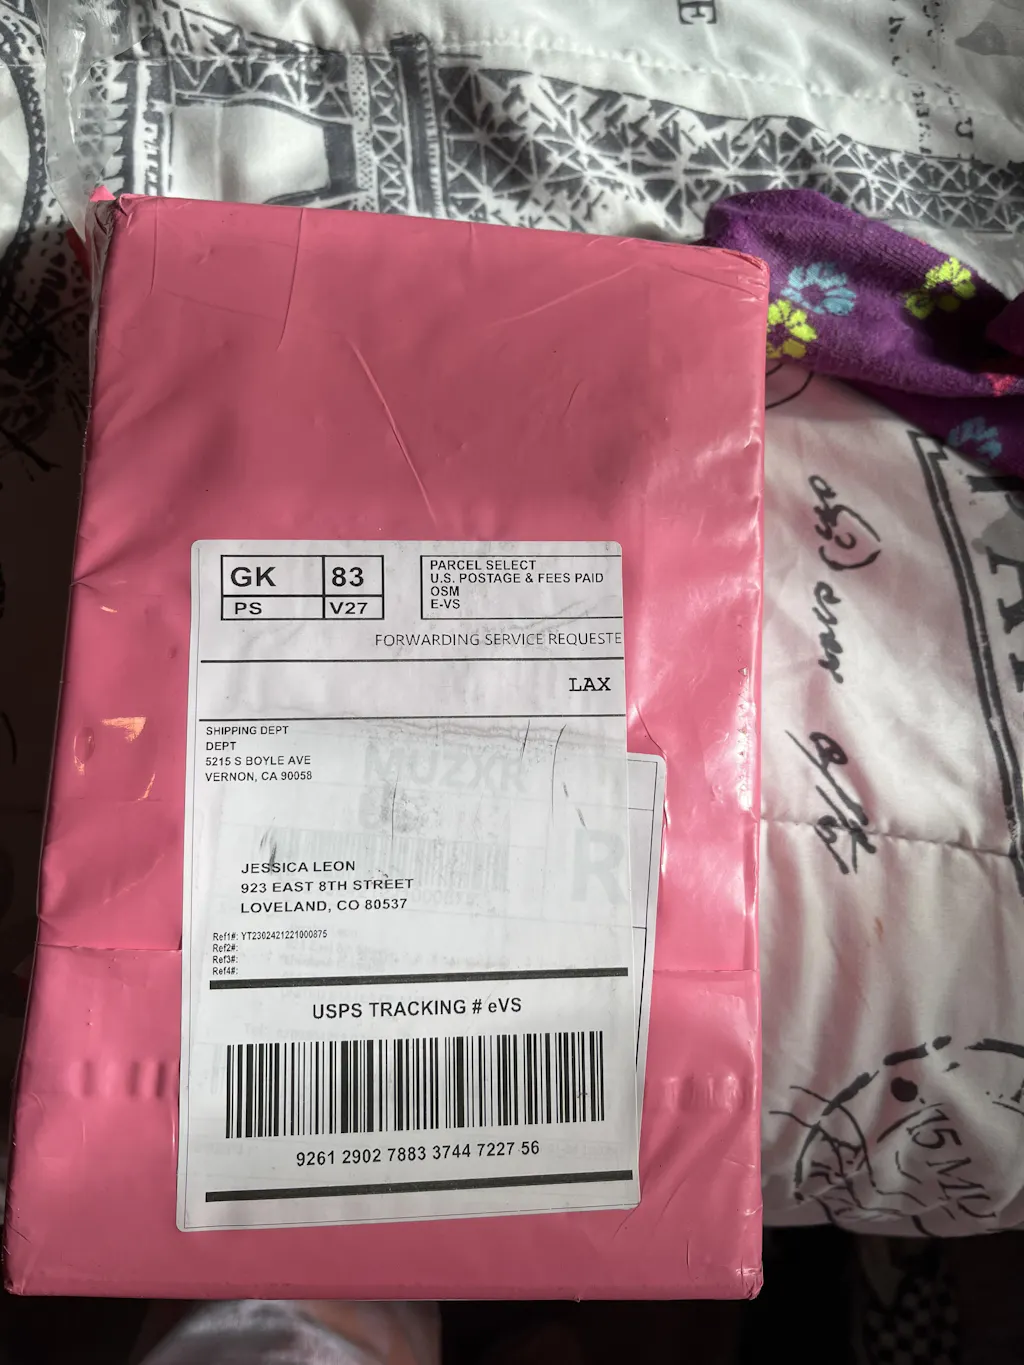 GK 83
PS V27
PARCEL SELECT
U.S. POSTAGE & FEES PAID
OSM
E-VS
FORWARDING SERVICE REQUESTE
LAX
SHIPPING DEPT
DEPT
5215 S BOYLE AVE
VERNON, CA 90058
JESSICA LEON
923 EAST 8TH STREET
LOVELAND, CO 80537
Ref1#: YT2302421221000875
Ref2#:
Ref3#:
Ref4#:
USPS TRACKING # eVS
9261 2902 7883 3744 7227 56
R